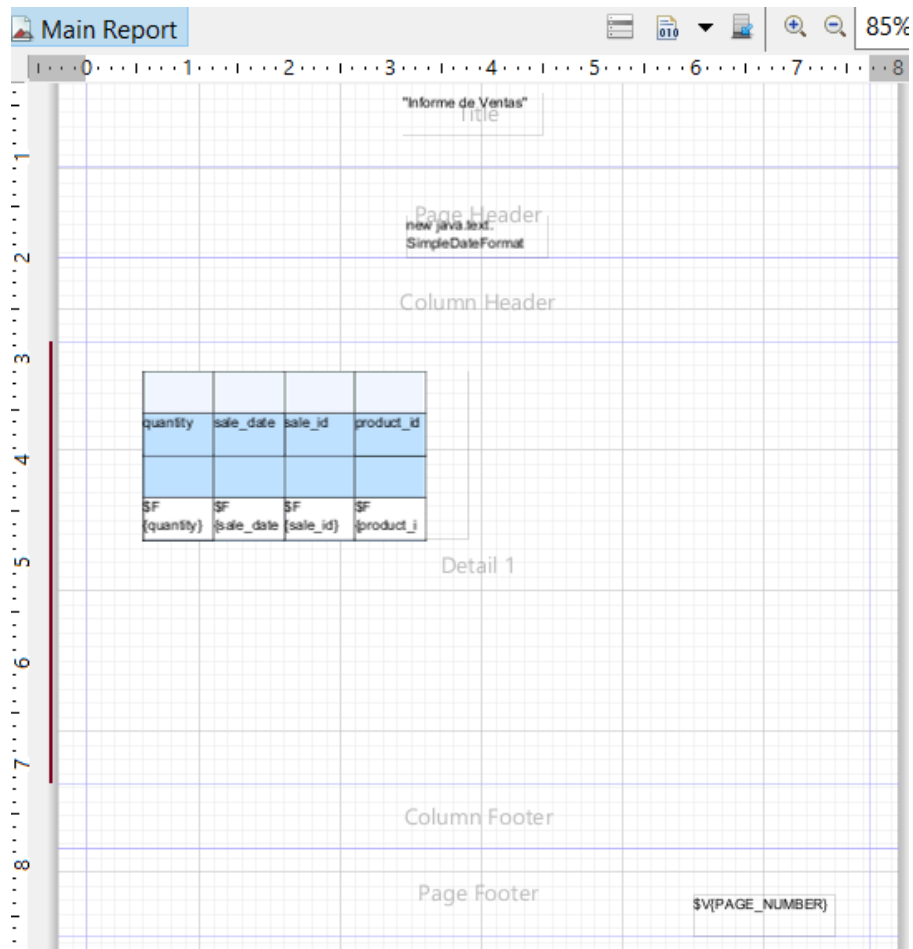 Main Report
85%
0 1 2 3 4 5 6 7 8
"Informe de Ventas"
Title
1
Page Header
new java.text.
SimpleDateFormat
2
Column Header
3
quantity sale_date sale_id product_id
4
$F $F $F $F
{quantity} {sale_date {sale_id} {product_i
Detail 1
5
6
7
Column Footer
8
Page Footer
$V{PAGE_NUMBER}